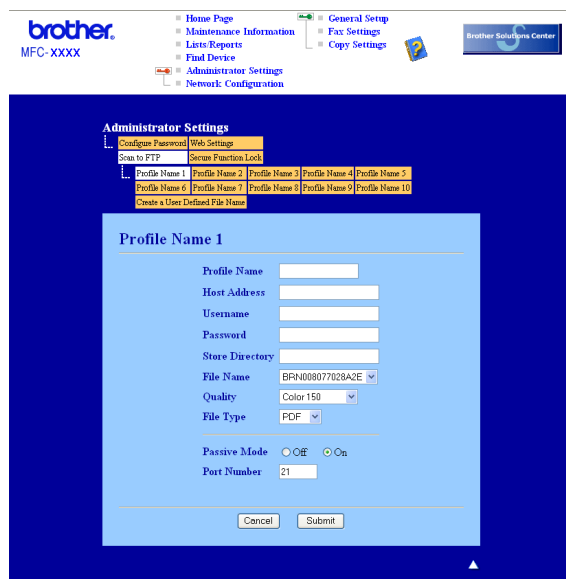 brother.
MFC-XXXX
Home Page
Maintenance Information
Lists/Reports
Find Device
Administrator Settings
Network Configuration
General Setup
Fax Settings
Copy Settings
Brother Solutions Center
Administrator Settings
Configure Password Web Settings
Scan to FTP Secure Function Lock
Profile Name 1 Profile Name 2 Profile Name 3 Profile Name 4 Profile Name 5
Profile Name 6 Profile Name 7 Profile Name 8 Profile Name 9 Profile Name 10
Create a User Defined File Name
Profile Name 1
Profile Name
Host Address
Username
Password
Store Directory
File Name BRN008077028A2E
Quality Color 150
File Type PDF
Passive Mode Off On
Port Number 21
Cancel Submit